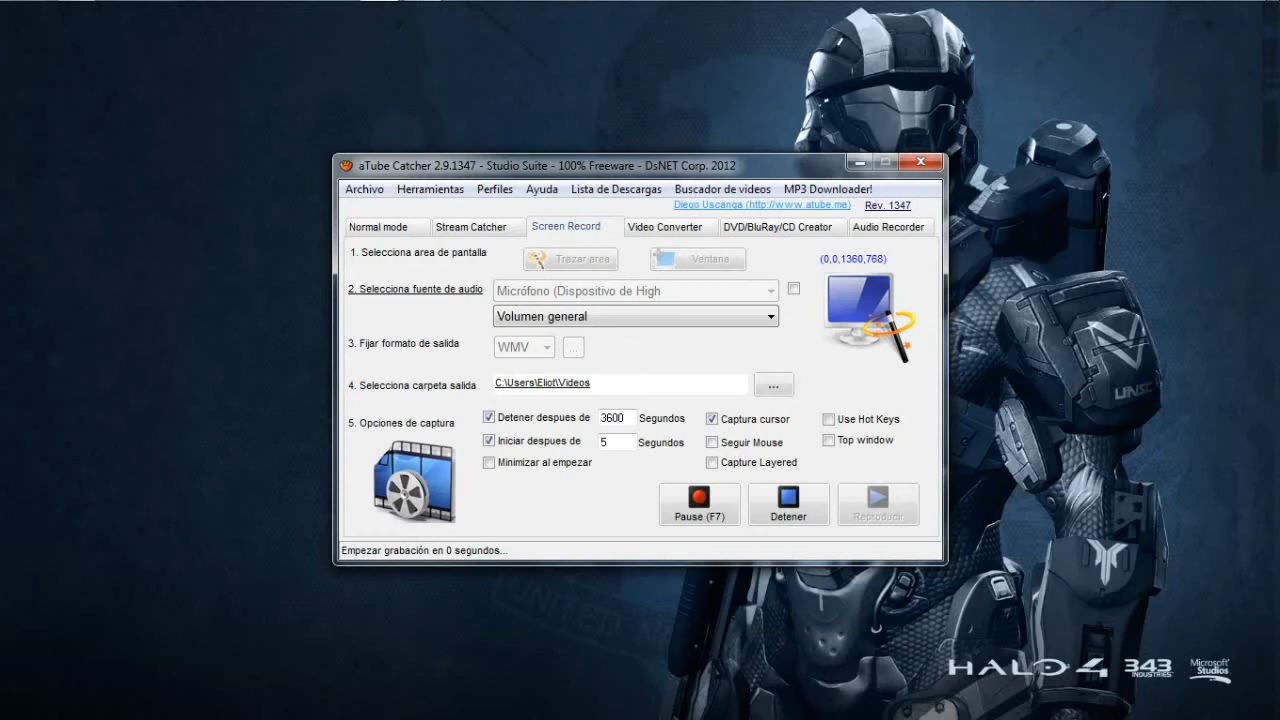 aTube Catcher 2.9.1347 - Studio Suite - 100% Freeware - DsNET Corp. 2012
Archivo Herramientas Perfiles Ayuda Lista de Descargas Buscador de videos MP3 Downloader!
Diego Uscanga (http://www.atube.me) Rev. 1347
Normal mode Stream Catcher Screen Record Video Converter DVD/BluRay/CD Creator Audio Recorder
1. Selecciona area de pantalla Trazar area Ventana (0,0,1360,768)
2. Selecciona fuente de audio Micrófono (Dispositivo de High
Volumen general
3. Fijar formato de salida WMV ...
4. Selecciona carpeta salida C:\Users\Eliot\Videos ...
5. Opciones de captura Detener despues de 3600 Segundos Captura cursor Use Hot Keys
Iniciar despues de 5 Segundos Seguir Mouse Top window
Minimizar al empezar Capture Layered
Pause (F7) Detener Reproducir
Empezar grabación en 0 segundos...
UNSC
HALO 4 343 INDUSTRIES Microsoft Studios